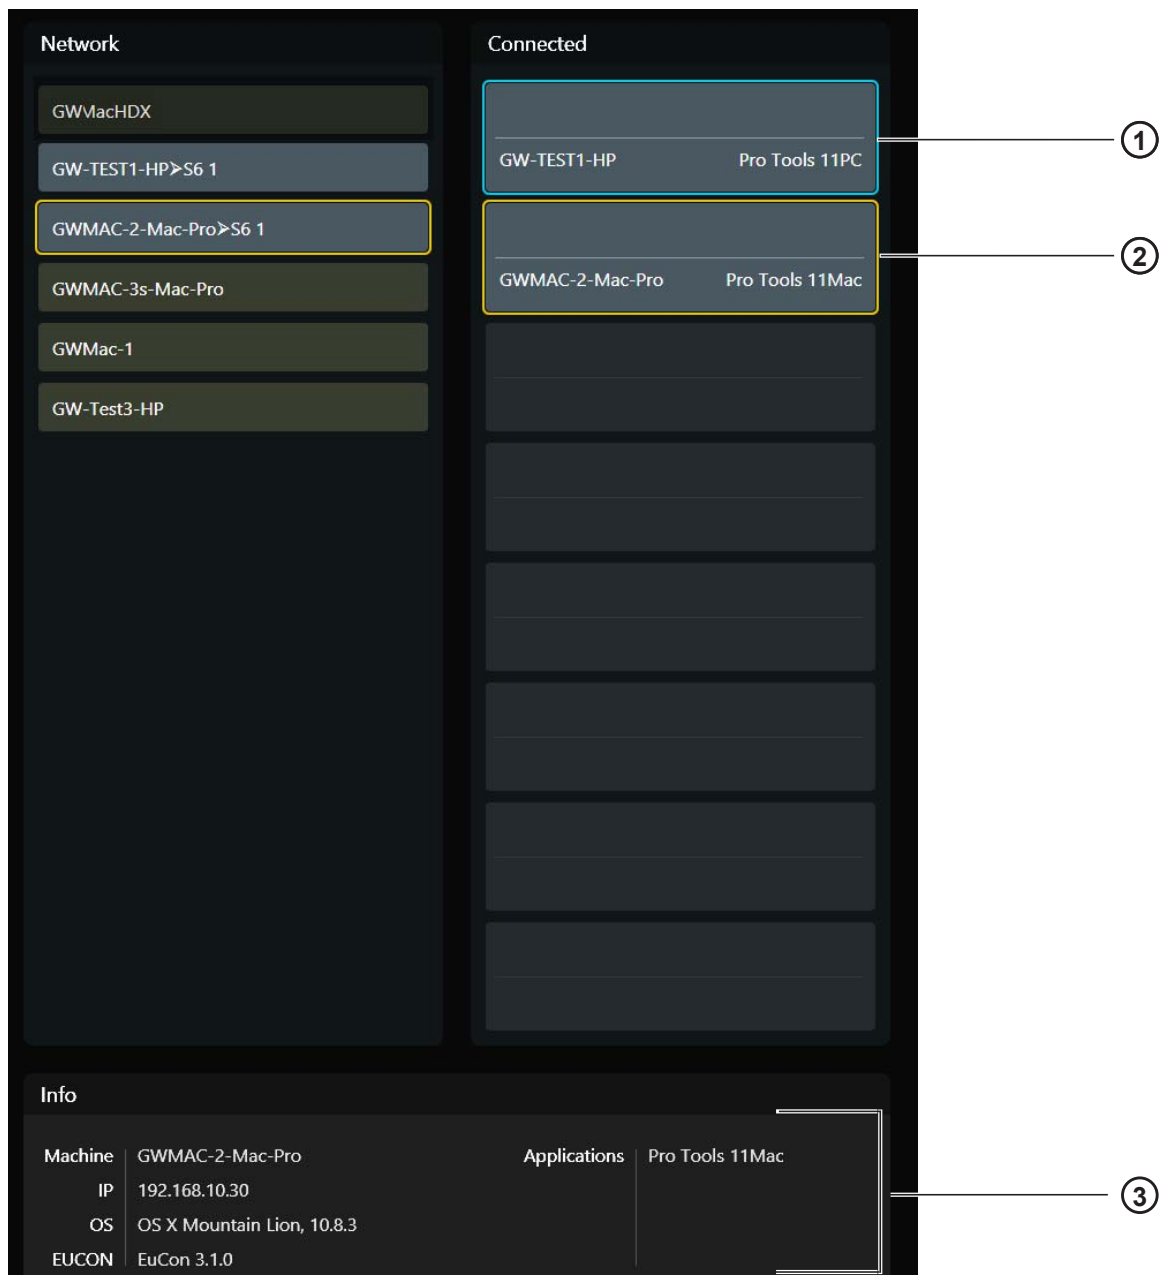 Network
GWMacHDX
GW-TEST1-HP➤S6 1
GWMAC-2-Mac-Pro➤S6 1
GWMAC-3s-Mac-Pro
GWMac-1
GW-Test3-HP
Connected
GW-TEST1-HP Pro Tools 11PC
GWMAC-2-Mac-Pro Pro Tools 11Mac
1
2
Info
Machine GWMAC-2-Mac-Pro
IP 192.168.10.30
OS OS X Mountain Lion, 10.8.3
EUCON EuCon 3.1.0
Applications Pro Tools 11Mac
3